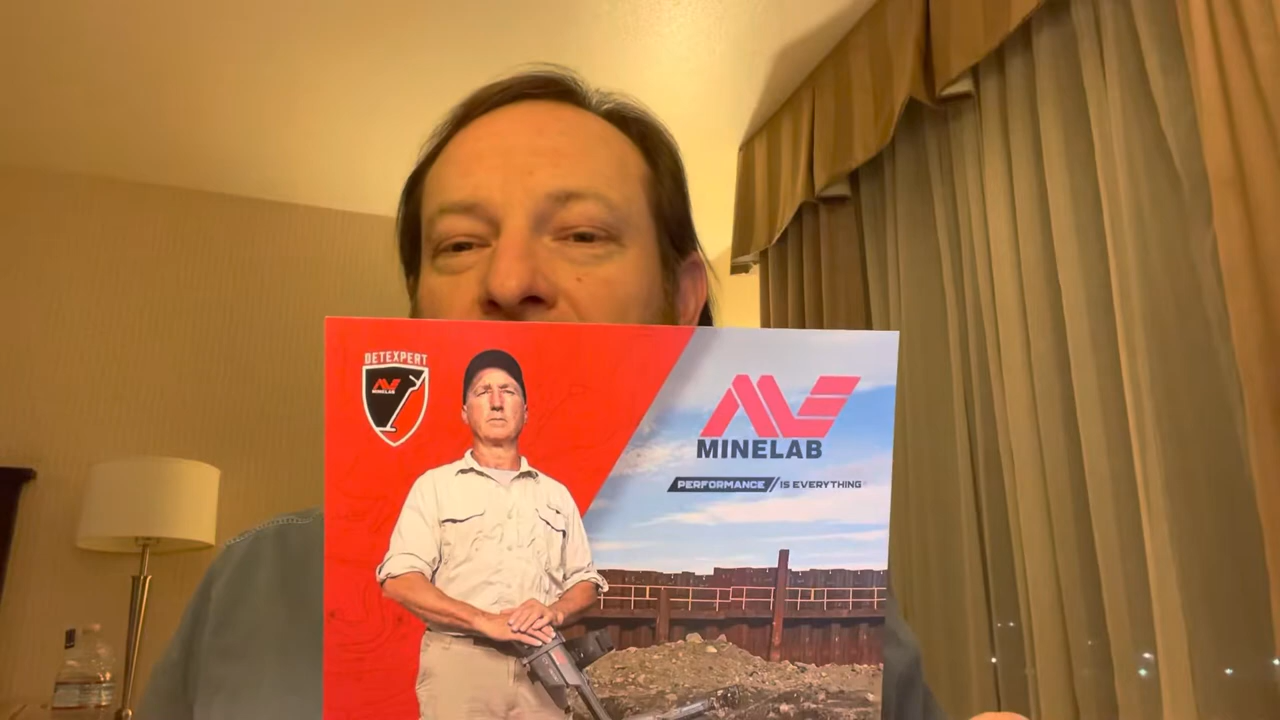 DETEXPERT
MINELAB
MINELAB
PERFORMANCE
IS EVERYTHING